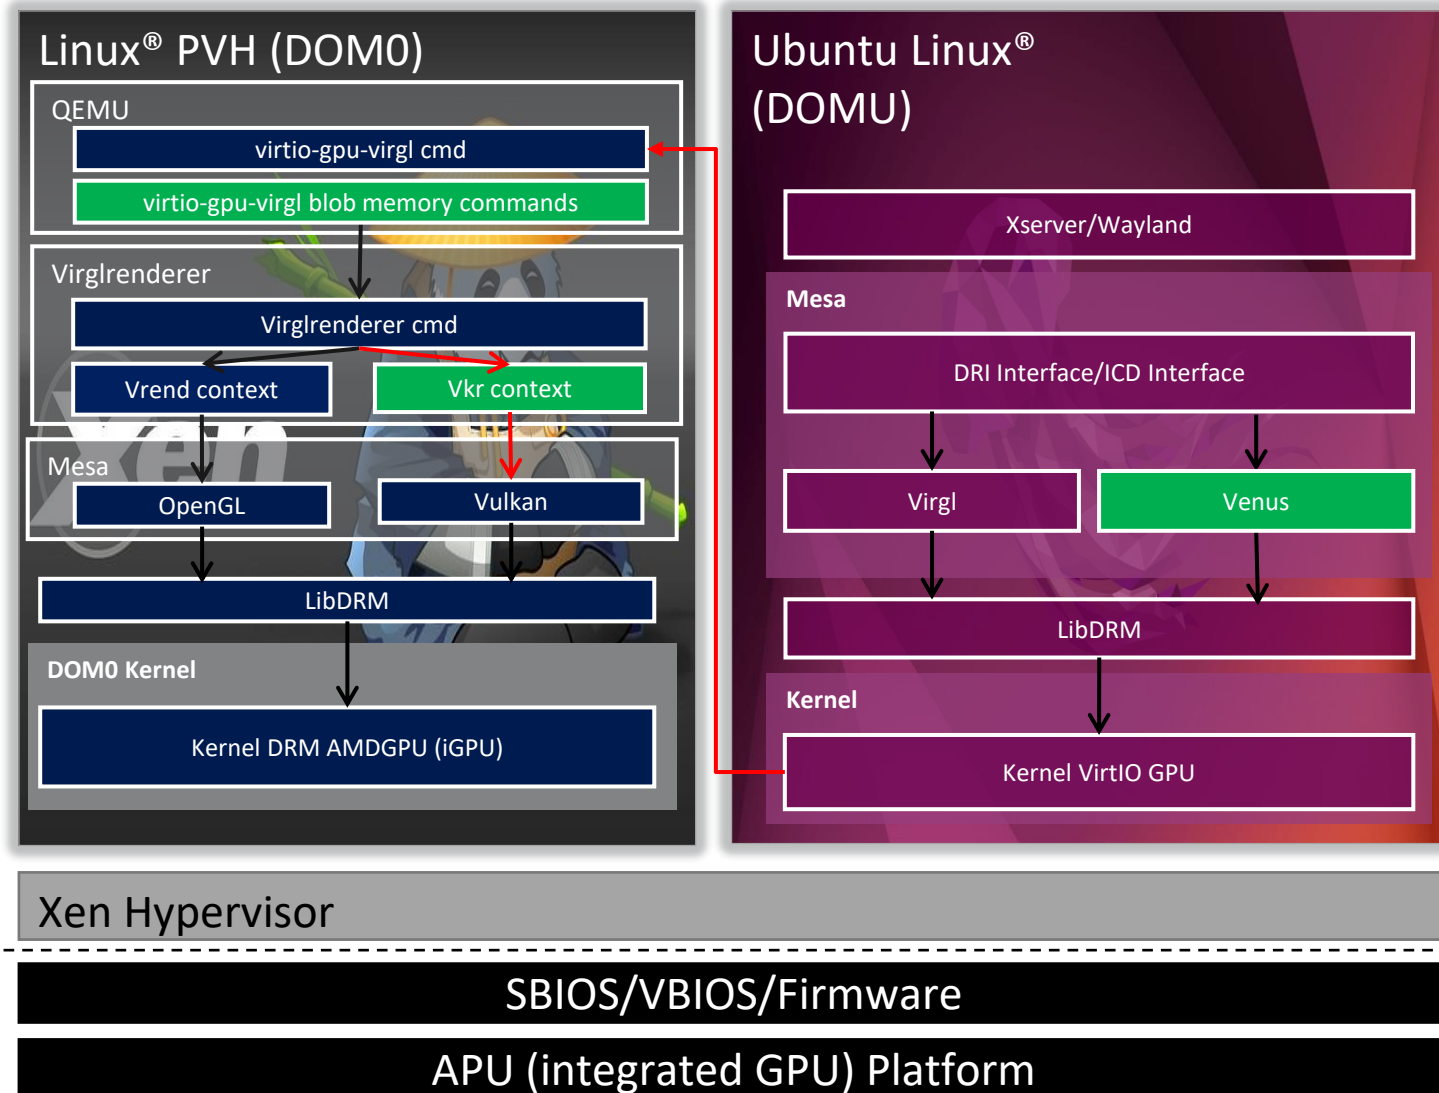 Linux® PVH (DOM0)
QEMU
virtio-gpu-virgl cmd
virtio-gpu-virgl blob memory commands
Virglrenderer
Virglrenderer cmd
Vrend context
Vkr context
Xen
Mesa
OpenGL
Vulkan
LibDRM
DOM0 Kernel
Kernel DRM AMDGPU (iGPU)
Ubuntu Linux®
(DOMU)
Xserver/Wayland
Mesa
DRI Interface/ICD Interface
Virgl
Venus
LibDRM
Kernel
Kernel VirtIO GPU
Xen Hypervisor
SBIOS/VBIOS/Firmware
APU (integrated GPU) Platform